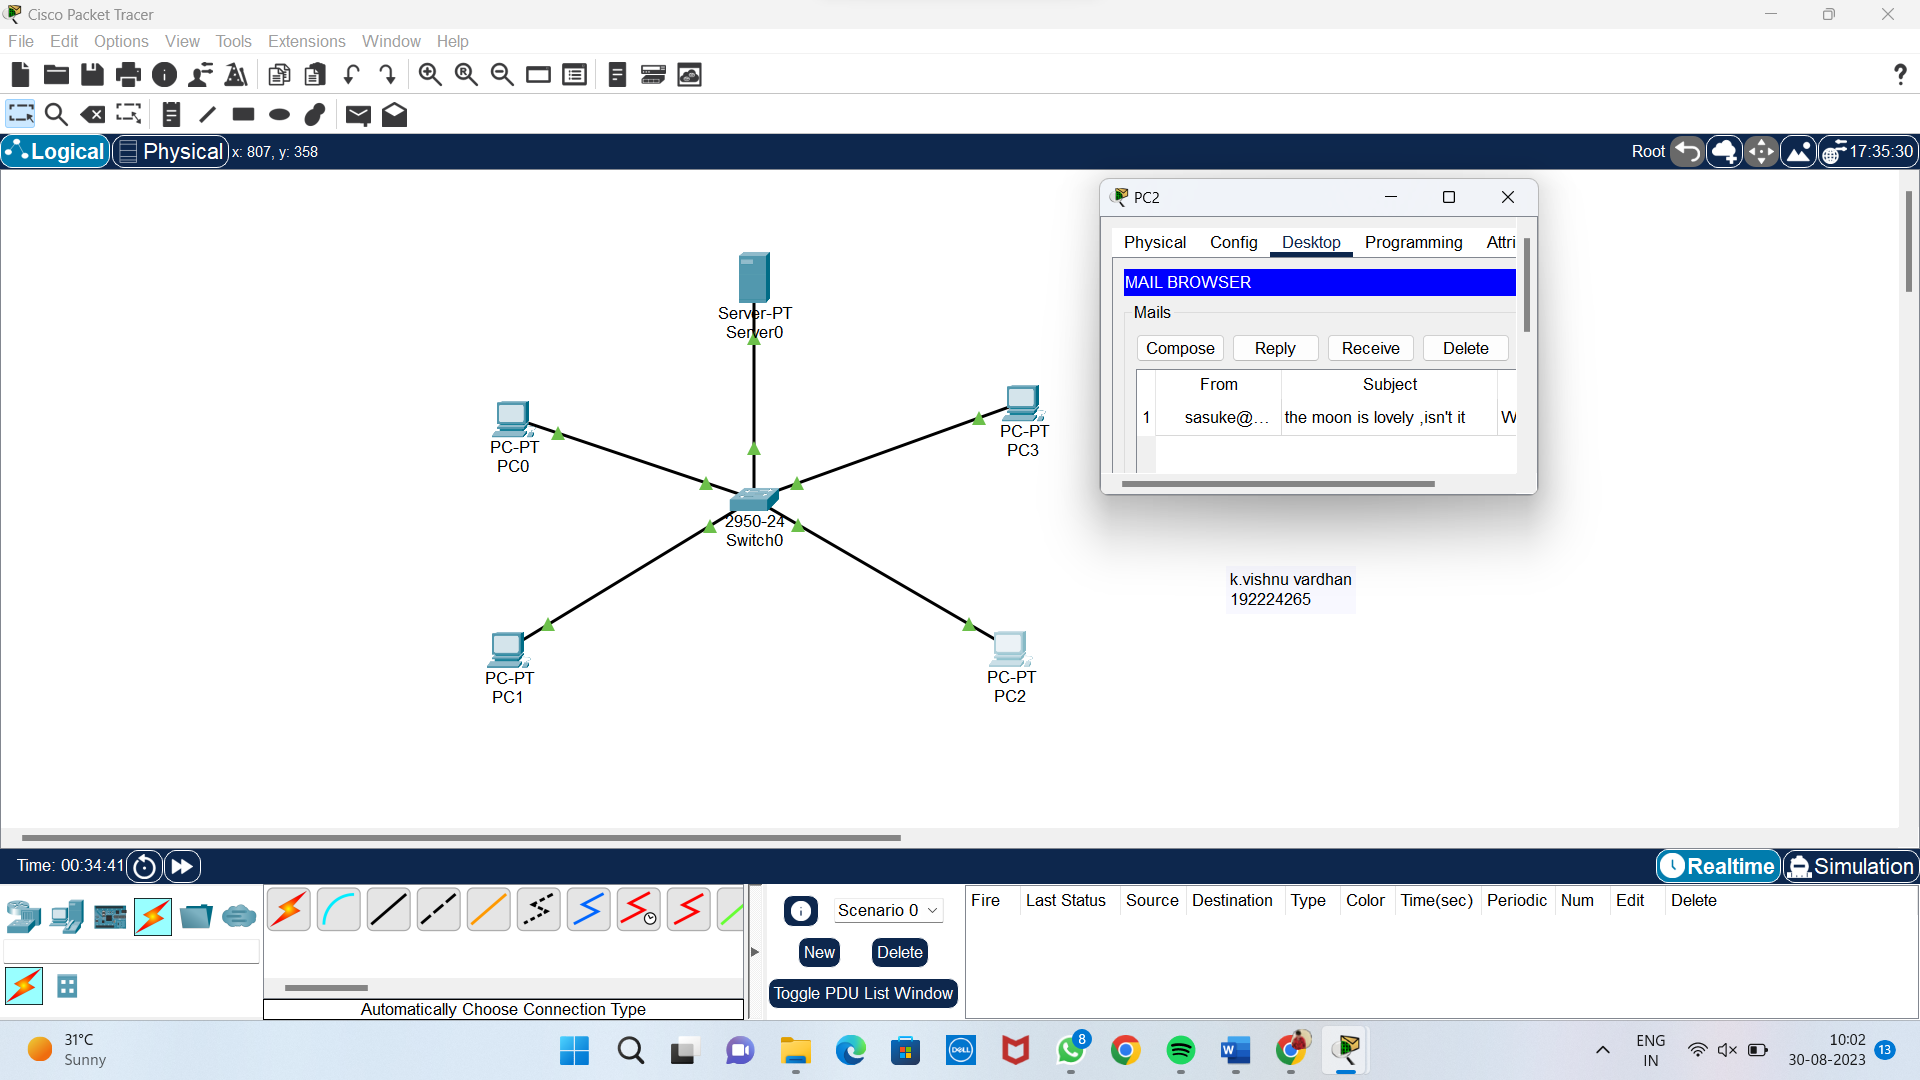 Cisco Packet Tracer
File Edit Options View Tools Extensions Window Help
?
Logical Physical x: 807, y: 358 Root 17:35:30
PC2
Physical Config Desktop Programming Attri
MAIL BROWSER
Mails
Compose Reply Receive Delete
From Subject
1 sasuke@... the moon is lovely ,isn't it W
Server-PT
Server0
PC-PT
PC0
PC-PT
PC3
2950-24
Switch0
k.vishnu vardhan
192224265
PC-PT
PC1
PC-PT
PC2
Time: 00:34:41 Realtime Simulation
Scenario 0
New Delete
Toggle PDU List Window
Fire Last Status Source Destination Type Color Time(sec) Periodic Num Edit Delete
Automatically Choose Connection Type
31°C
Sunny
DELL
8
W
ENG
IN
10:02
30-08-2023
13